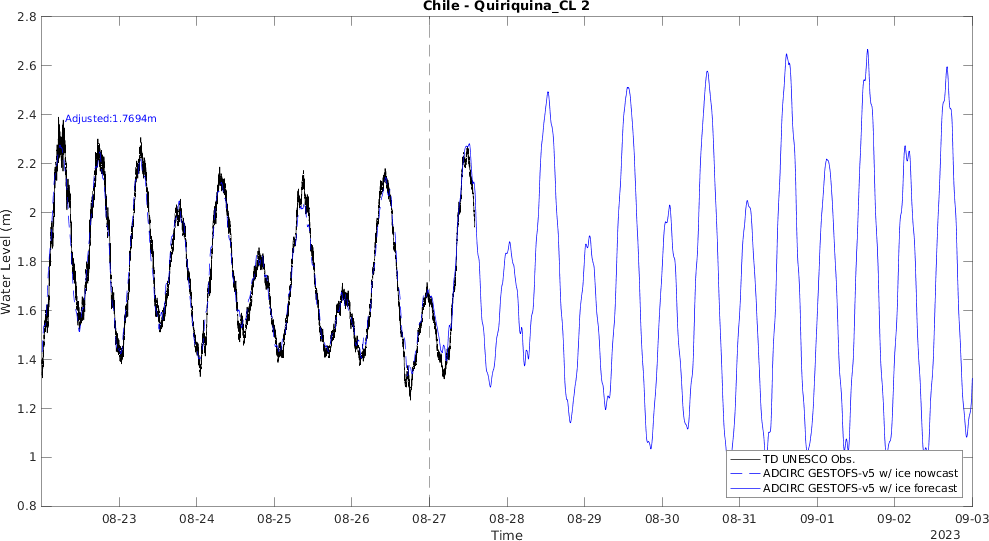 Chile - Quiriquina_CL 2
2.8
2.6
2.4
2.2
2
1.8
1.6
1.4
1.2
1
0.8
Water Level (m)
Adjusted:1.7694m
TD UNESCO Obs.
ADCIRC GESTOFS-v5 w/ ice nowcast
ADCIRC GESTOFS-v5 w/ ice forecast
08-23 08-24 08-25 08-26 08-27 08-28 08-29 08-30 08-31 09-01 09-02 09-03
Time
2023